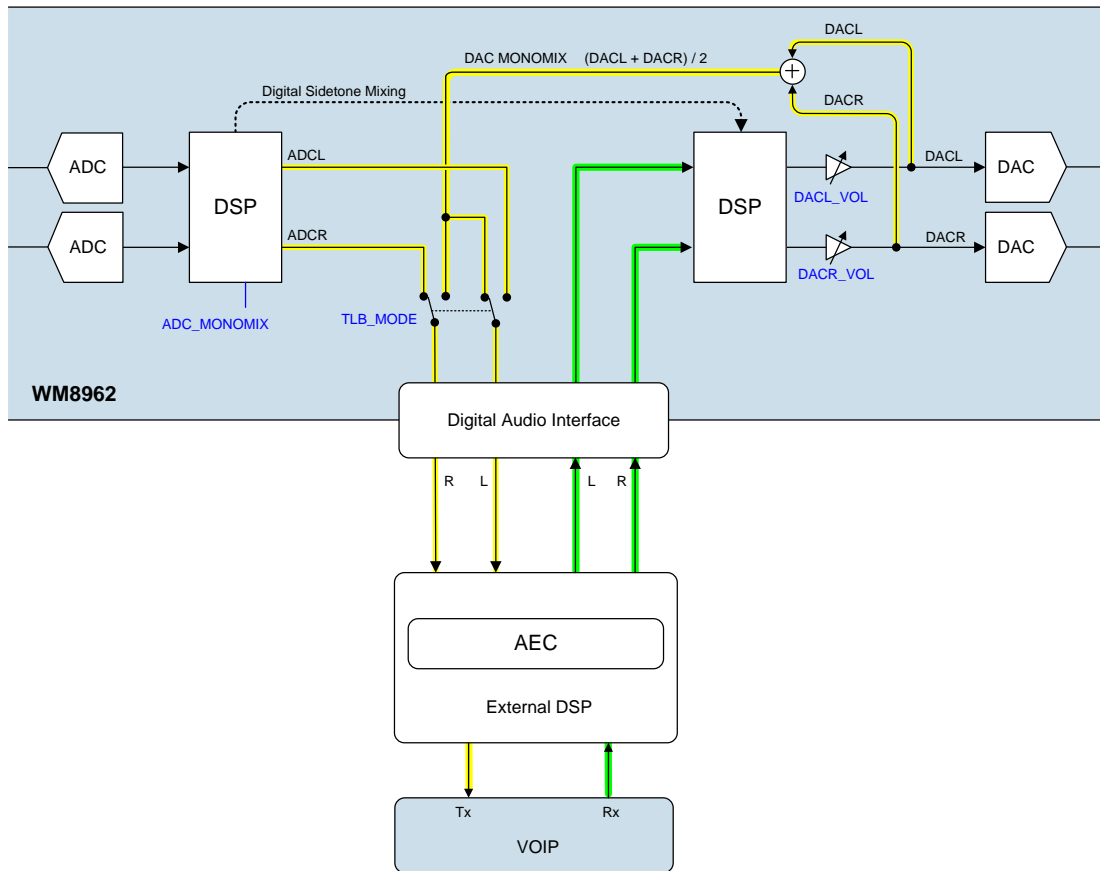 DACL
DAC MONOMIX (DACL + DACR) / 2
Digital Sidetone Mixing
DACR
ADC
DSP
ADCL
DSP
DACL
DAC
DACL_VOL
ADC
ADCR
DACR
DAC
DACR_VOL
ADC_MONOMIX
TLB_MODE
WM8962
Digital Audio Interface
R
L
L
R
AEC
External DSP
Tx
Rx
VOIP